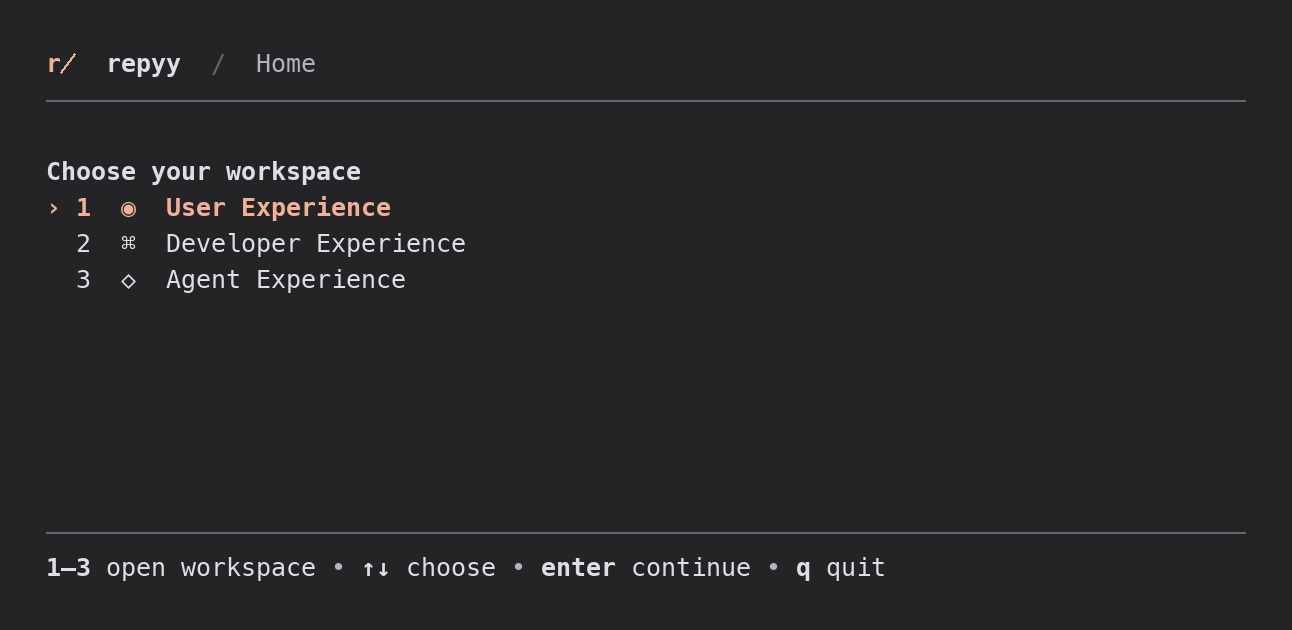 r/ repyy / Home
Choose your workspace
› 1 ◉ User Experience
2 ⌘ Developer Experience
3 ◇ Agent Experience
1–3 open workspace • ↑↓ choose • enter continue • q quit